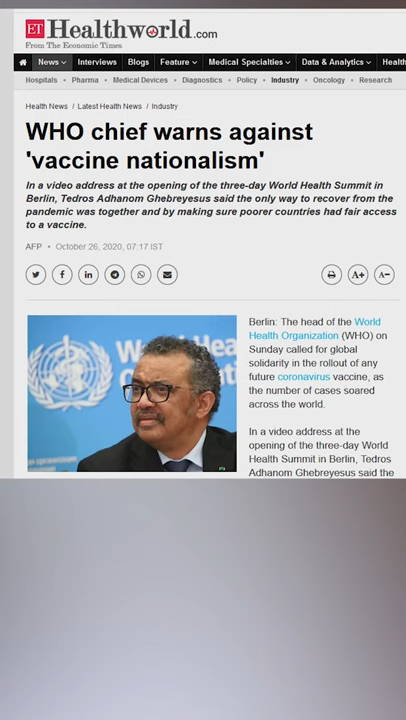 ET Healthworld.com
From The Economic Times
News Interviews Blogs Feature Medical Specialties Data & Analytics Health
Hospitals • Pharma • Medical Devices • Diagnostics • Policy • Industry • Oncology • Research
Health News / Latest Health News / Industry
WHO chief warns against
'vaccine nationalism'
In a video address at the opening of the three-day World Health Summit in
Berlin, Tedros Adhanom Ghebreyesus said the only way to recover from the
pandemic was together and by making sure poorer countries had fair access
to a vaccine.
AFP • October 26, 2020, 07:17 IST
A+ A−
Berlin: The head of the World
Health Organization (WHO) on
Sunday called for global
solidarity in the rollout of any
future coronavirus vaccine, as
the number of cases soared
across the world.
In a video address at the
opening of the three-day World
Health Summit in Berlin, Tedros
Adhanom Ghebreyesus said the